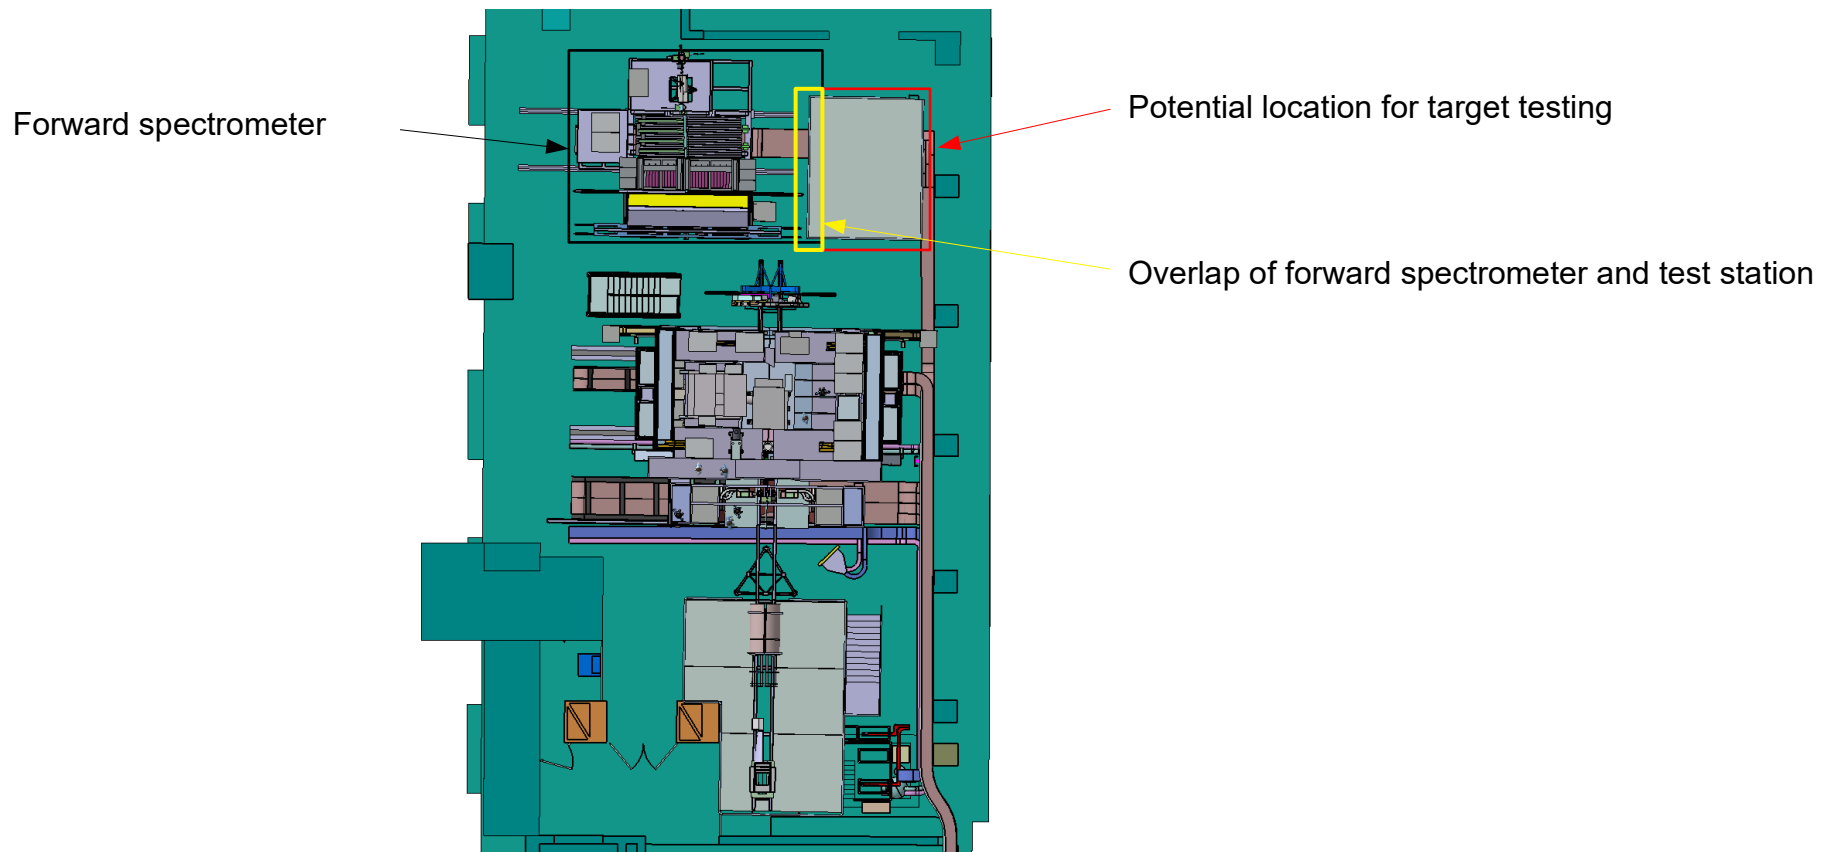 Forward spectrometer
Potential location for target testing
Overlap of forward spectrometer and test station